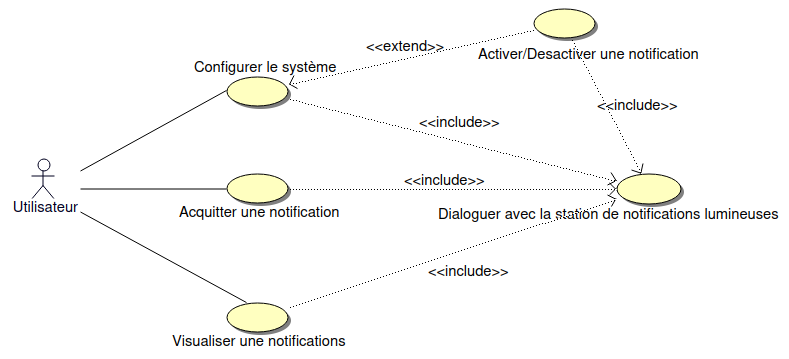 <<extend>>
Activer/Desactiver une notification
Configurer le système
<<include>>
<<include>>
<<include>>
Utilisateur
Acquitter une notification
Dialoguer avec la station de notifications lumineuses
<<include>>
Visualiser une notifications